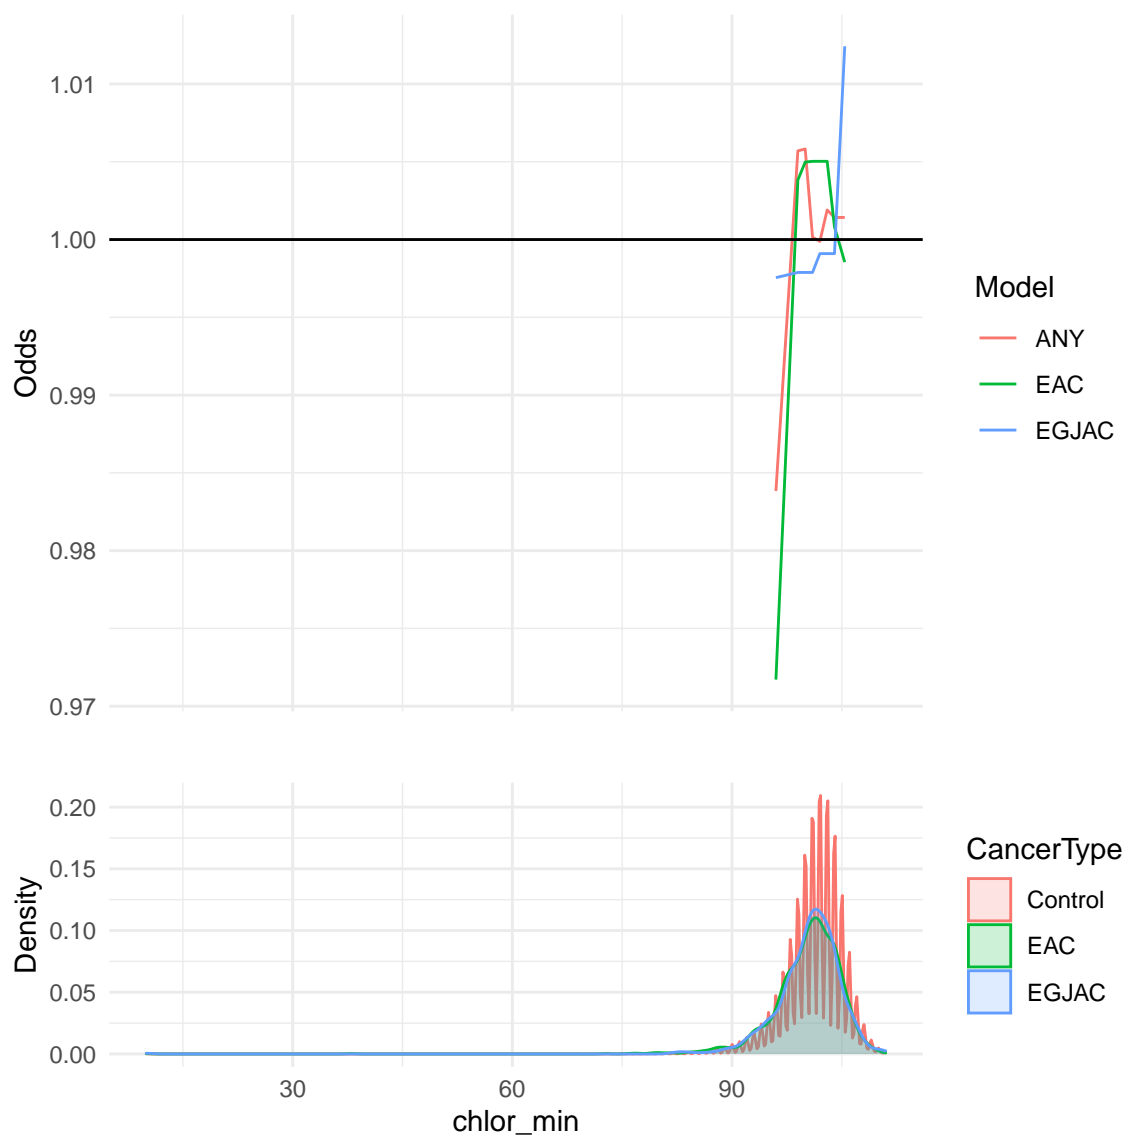 1.01
1.00
0.99
0.98
0.97
Odds
Model
ANY
EAC
EGJAC
0.20
0.15
0.10
0.05
0.00
Density
30
60
90
chlor_min
CancerType
Control
EAC
EGJAC